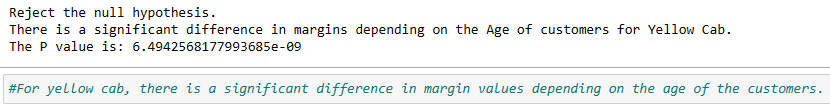 Reject the null hypothesis.
There is a significant difference in margins depending on the Age of customers for Yellow Cab.
The P value is: 6.4942568177993685e-09
#For yellow cab, there is a significant difference in margin values depending on the age of the customers.